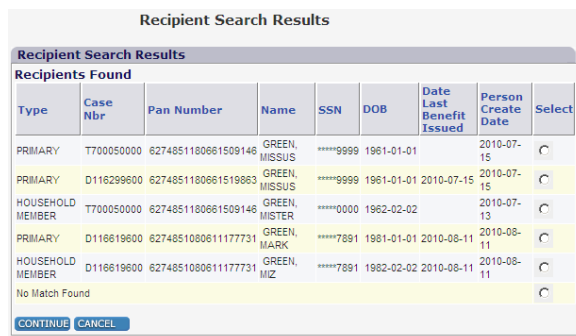 Recipient Search Results
Recipient Search Results
Recipients Found
Type Case Nbr Pan Number Name SSN DOB Date Last Benefit Issued Person Create Date Select
PRIMARY T700050000 6274851180661509146 GREEN, MISSUS *****9999 1961-01-01 2010-07-15
PRIMARY D116299600 6274851180661519863 GREEN, MISSUS *****9999 1961-01-01 2010-07-15 2010-07-15
HOUSEHOLD MEMBER T700050000 6274851180661509146 GREEN, MISTER *****0000 1962-02-02 2010-07-13
PRIMARY D116619600 6274851080611177731 GREEN, MARK *****7891 1981-01-01 2010-08-11 2010-08-11
HOUSEHOLD MEMBER D116619600 6274851080611177731 GREEN, MIZ *****7891 1982-02-02 2010-08-11 2010-08-11
No Match Found
CONTINUE CANCEL